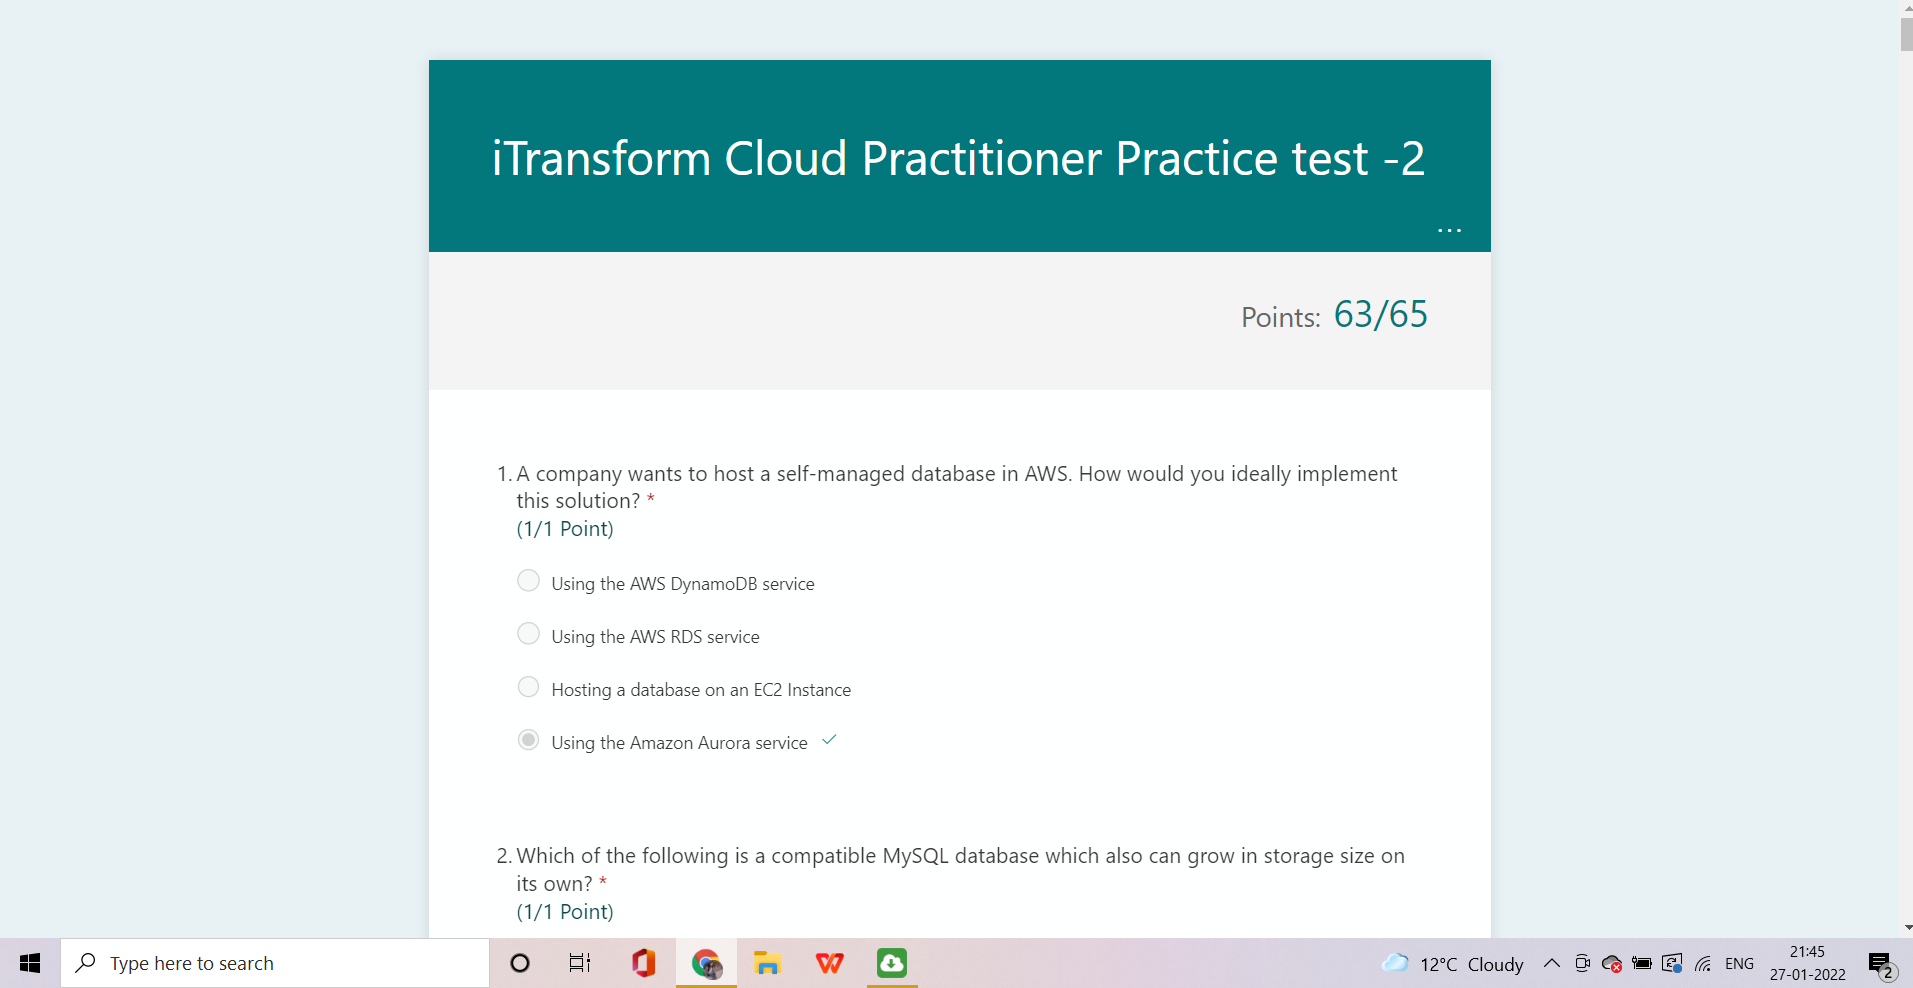 iTransform Cloud Practitioner Practice test -2
...
Points: 63/65
1. A company wants to host a self-managed database in AWS. How would you ideally implement
this solution? *
(1/1 Point)
Using the AWS DynamoDB service
Using the AWS RDS service
Hosting a database on an EC2 Instance
Using the Amazon Aurora service
2. Which of the following is a compatible MySQL database which also can grow in storage size on
its own? *
(1/1 Point)
Type here to search
12°C Cloudy
ENG
21:45
27-01-2022
2